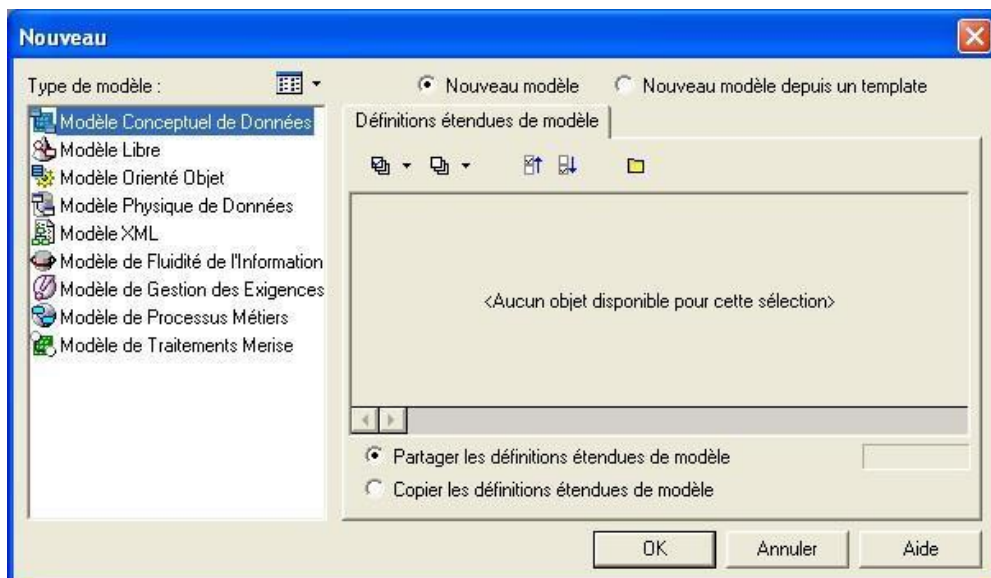 Nouveau
Type de modèle :
Nouveau modèle
Nouveau modèle depuis un template
Modèle Conceptuel de Données
Modèle Libre
Modèle Orienté Objet
Modèle Physique de Données
Modèle XML
Modèle de Fluidité de l'Information
Modèle de Gestion des Exigences
Modèle de Processus Métiers
Modèle de Traitements Merise
Définitions étendues de modèle
<Aucun objet disponible pour cette sélection>
Partager les définitions étendues de modèle
Copier les définitions étendues de modèle
OK
Annuler
Aide